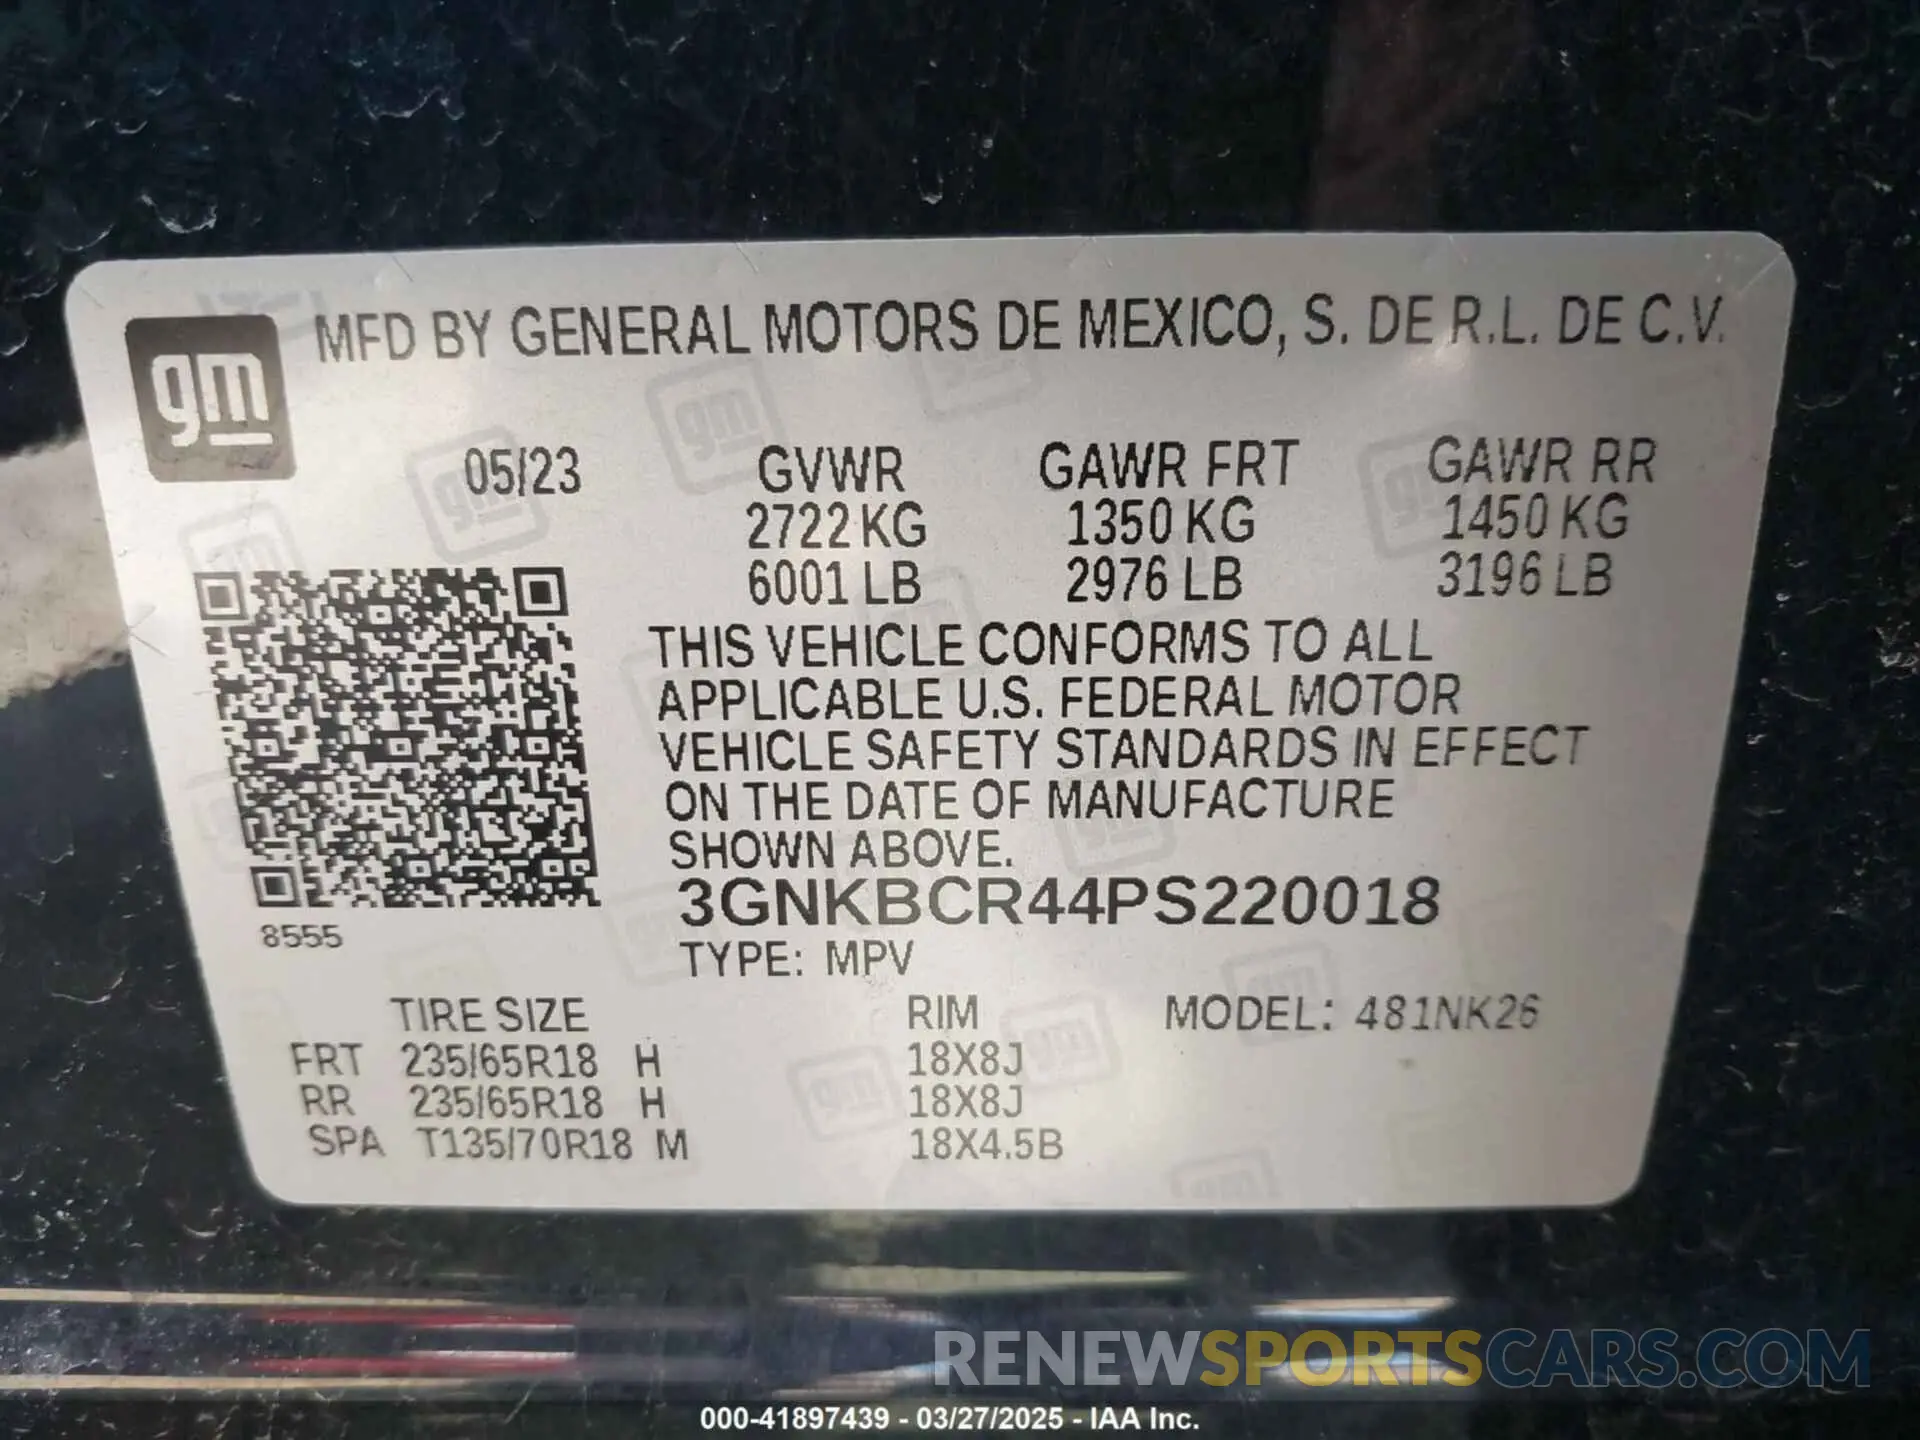 gm
MFD BY GENERAL MOTORS DE MEXICO, S. DE R.L. DE C.V.
05/23 GVWR GAWR FRT GAWR RR
2722 KG 1350 KG 1450 KG
6001 LB 2976 LB 3196 LB
THIS VEHICLE CONFORMS TO ALL
APPLICABLE U.S. FEDERAL MOTOR
VEHICLE SAFETY STANDARDS IN EFFECT
ON THE DATE OF MANUFACTURE
SHOWN ABOVE.
3GNKBCR44PS220018
8555
TYPE: MPV
TIRE SIZE RIM MODEL: 481NK26
FRT 235/65R18 H 18X8J
RR 235/65R18 H 18X8J
SPA T135/70R18 M 18X4.5B
RENEWSPORTSCARS.COM
000-41897439 - 03/27/2025 - IAA Inc.